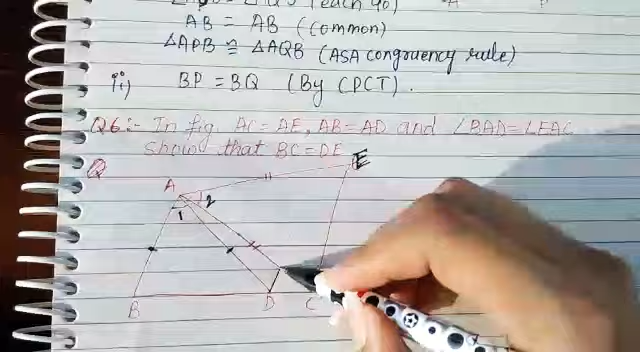 AB = AB (common)
△APB ≅ △AQB (ASA congruency rule)
ii) BP = BQ (By CPCT).
Q6:- In fig. AC = AE, AB = AD and ∠BAD = ∠EAC
show that BC = DE
E
A
1 2
B D C